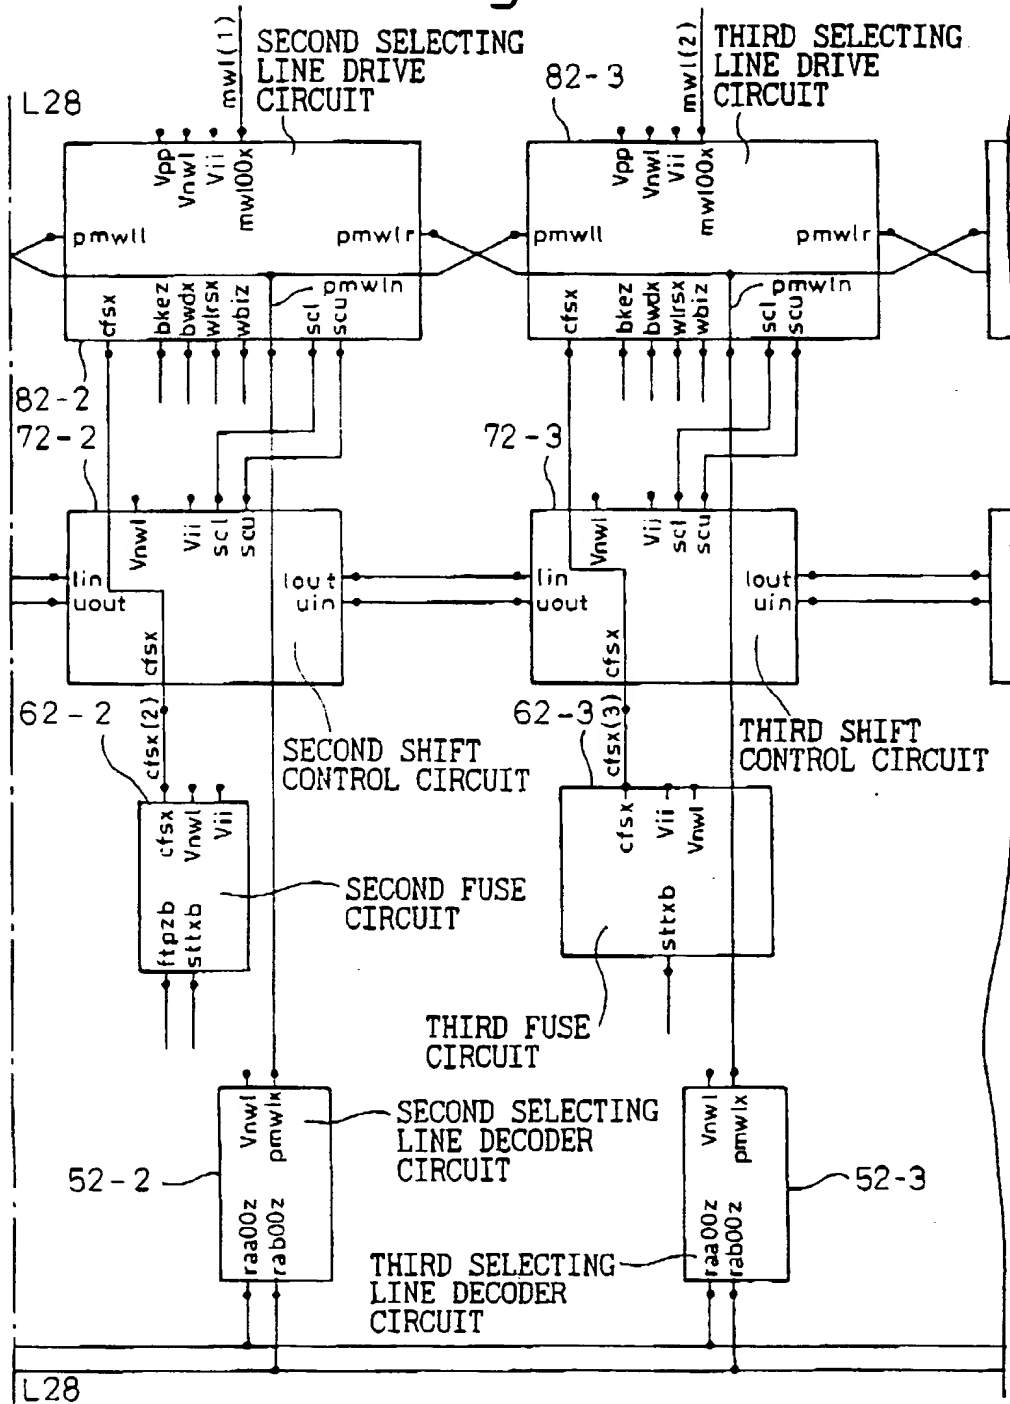 mwl(1)
SECOND SELECTING
LINE DRIVE
CIRCUIT
82-3
mwl(2)
THIRD SELECTING
LINE DRIVE
CIRCUIT
L28
Vpp
Vnwl
Vii
mwl00x
Vpp
Vnwl
Vii
mwl00x
pmwll
pmwlr
pmwll
pmwlr
pmwln
pmwln
cfsx
bkez
bwdx
wlrsx
wbiz
scl
scu
cfsx
bkez
bwdx
wlrsx
wbiz
scl
scu
82-2
72-2
72-3
Vnwl
Vii
scl
scu
Vnwl
Vii
scl
scu
lin
uout
lout
uin
lin
uout
lout
uin
cfsx
cfsx
62-2
cfsx(2)
SECOND SHIFT
CONTROL CIRCUIT
62-3
cfsx(3)
THIRD SHIFT
CONTROL CIRCUIT
cfsx
Vnwl
Vii
cfsx
Vii
Vnwl
SECOND FUSE
CIRCUIT
ftpzb
sttxb
sttxb
THIRD FUSE
CIRCUIT
Vnwl
pmwlx
SECOND SELECTING
LINE DECODER
CIRCUIT
Vnwl
pmwlx
52-2
52-3
raa00z
rab00z
THIRD SELECTING
LINE DECODER
CIRCUIT
raa00z
rab00z
L28